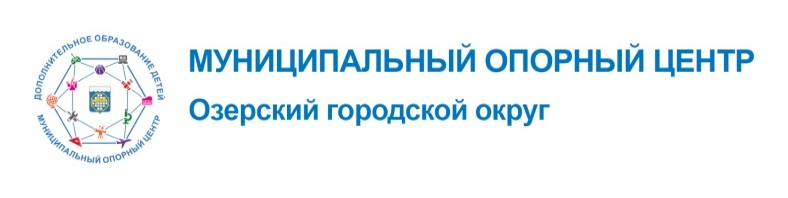 ДОПОЛНИТЕЛЬНОЕ ОБРАЗОВАНИЕ ДЕТЕЙ
МУНИЦИПАЛЬНЫЙ ОПОРНЫЙ ЦЕНТР
МУНИЦИПАЛЬНЫЙ ОПОРНЫЙ ЦЕНТР
Озерский городской округ